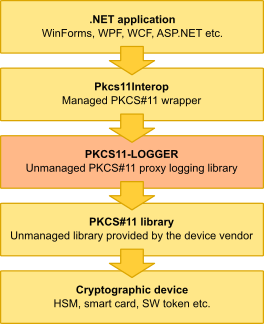 .NET application
WinForms, WPF, WCF, ASP.NET etc.
Pkcs11Interop
Managed PKCS#11 wrapper
PKCS11-LOGGER
Unmanaged PKCS#11 proxy logging library
PKCS#11 library
Unmanaged library provided by the device vendor
Cryptographic device
HSM, smart card, SW token etc.